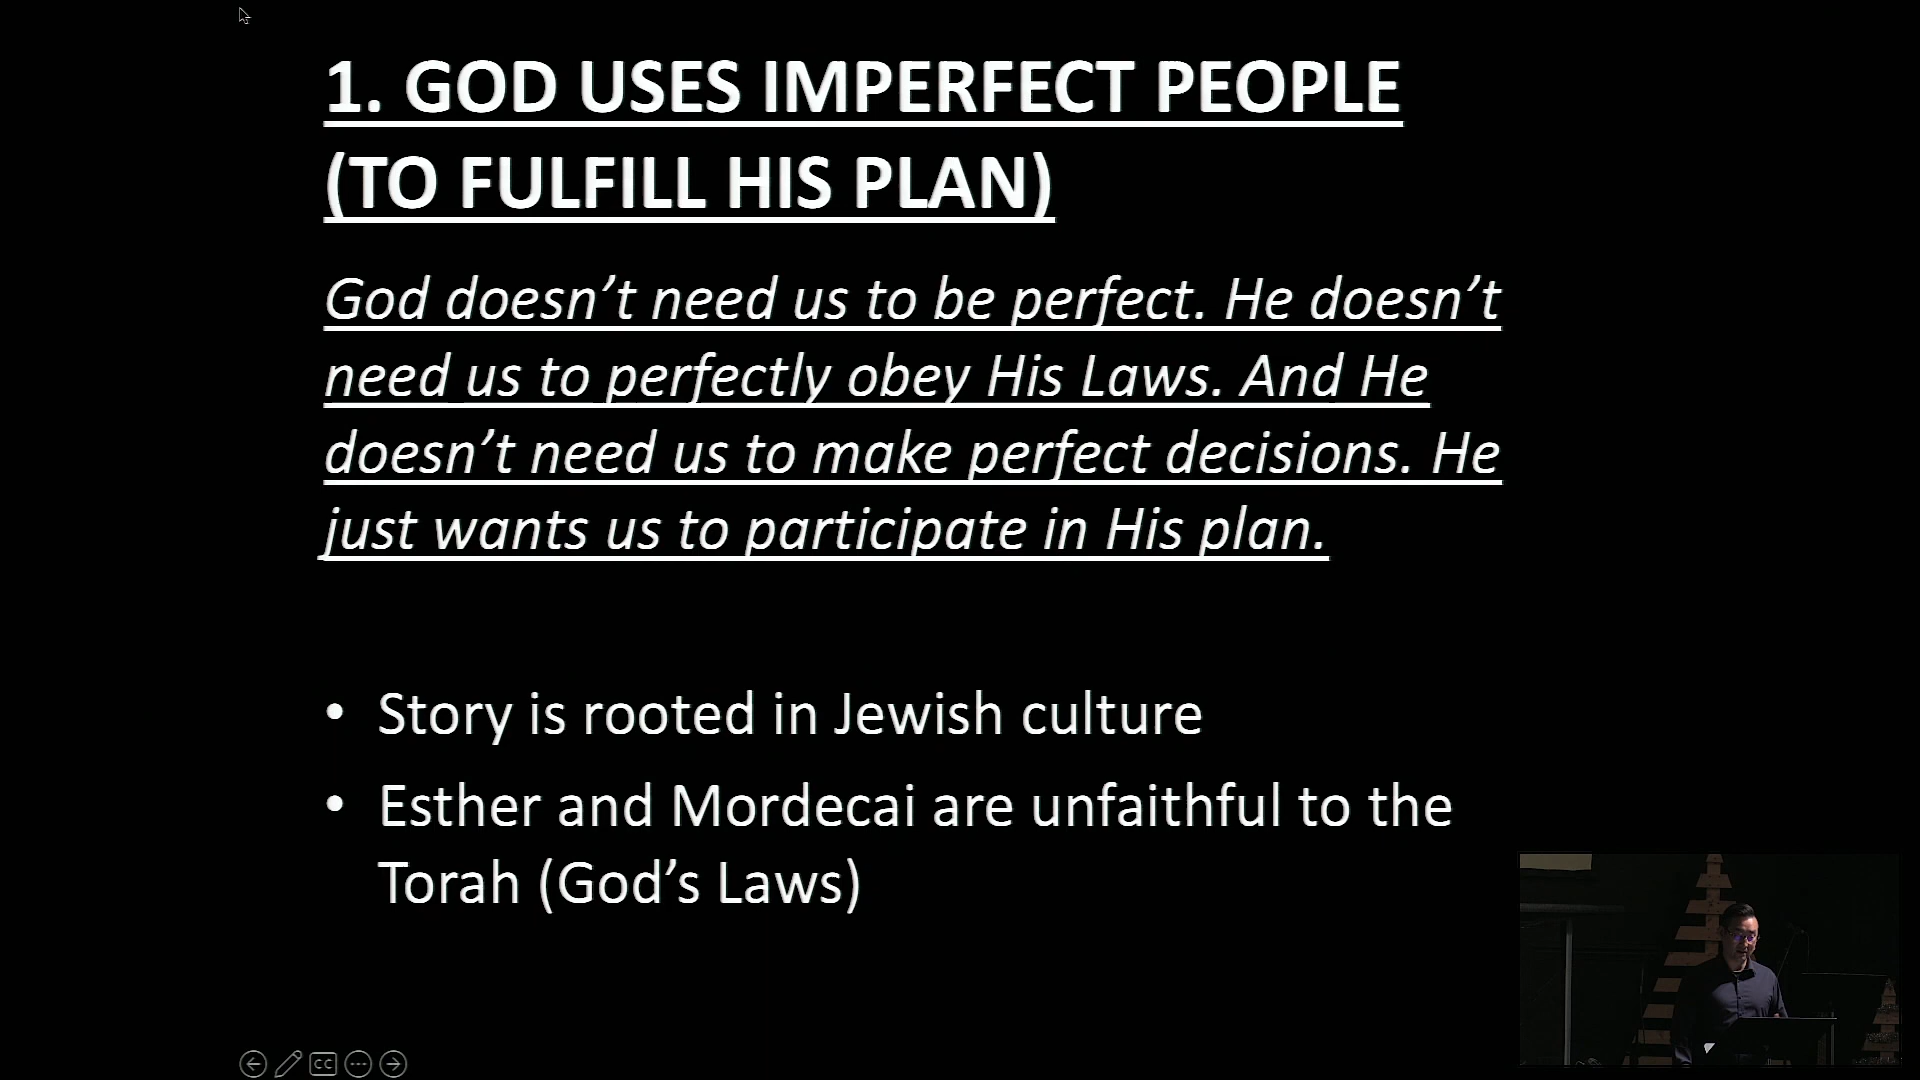 1. GOD USES IMPERFECT PEOPLE
(TO FULFILL HIS PLAN)
God doesn’t need us to be perfect. He doesn’t
need us to perfectly obey His Laws. And He
doesn’t need us to make perfect decisions. He
just wants us to participate in His plan.
• Story is rooted in Jewish culture
• Esther and Mordecai are unfaithful to the
Torah (God’s Laws)
CC